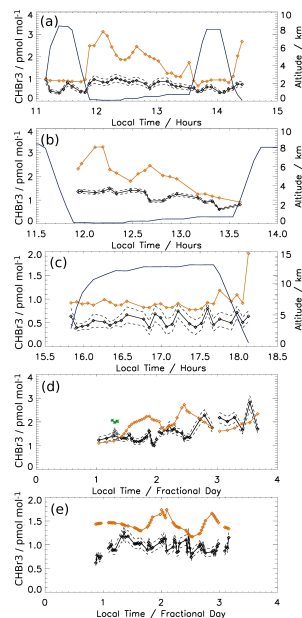 (a)
CHBr3 / pmol mol⁻¹
4
3
2
1
0
10
8
6
4
2
0
Altitude / km
11 12 13 14 15
Local Time / Hours
(b)
CHBr3 / pmol mol⁻¹
4
3
2
1
0
10
8
6
4
2
0
Altitude / km
11.5 12.0 12.5 13.0 13.5 14.0
Local Time / Hours
(c)
CHBr3 / pmol mol⁻¹
2.0
1.5
1.0
0.5
0.0
15
10
5
0
Altitude / km
15.5 16.0 16.5 17.0 17.5 18.0 18.5
Local Time / Hours
(d)
CHBr3 / pmol mol⁻¹
4
3
2
1
0
0 1 2 3 4
Local Time / Fractional Day
(e)
CHBr3 / pmol mol⁻¹
2.0
1.5
1.0
0.5
0.0
0 1 2 3 4
Local Time / Fractional Day